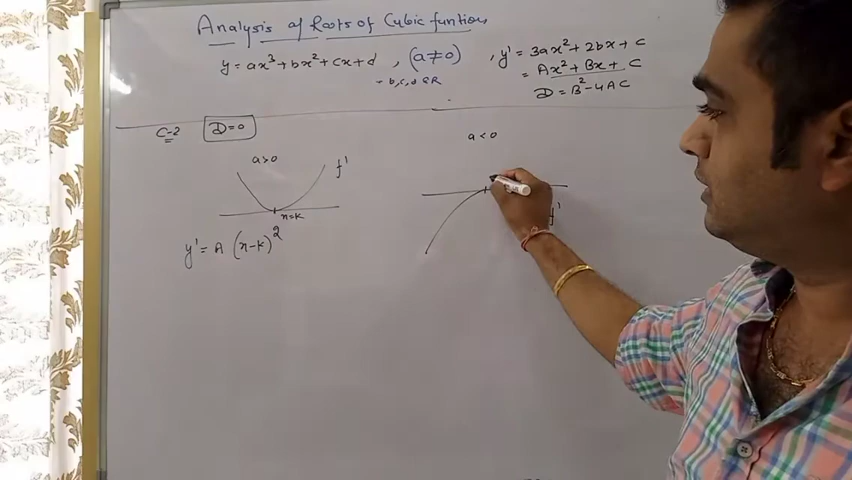 Analysis of Roots of Cubic funtions
y = ax³ + bx² + cx + d , (a≠0) , y' = 3ax² + 2bx + c
= b, c, d ∈ R = Ax² + Bx + C
D = B² - 4AC
C-2 D=0
a<0
a>0 f'
x=k
f'
y' = A (x-k)²